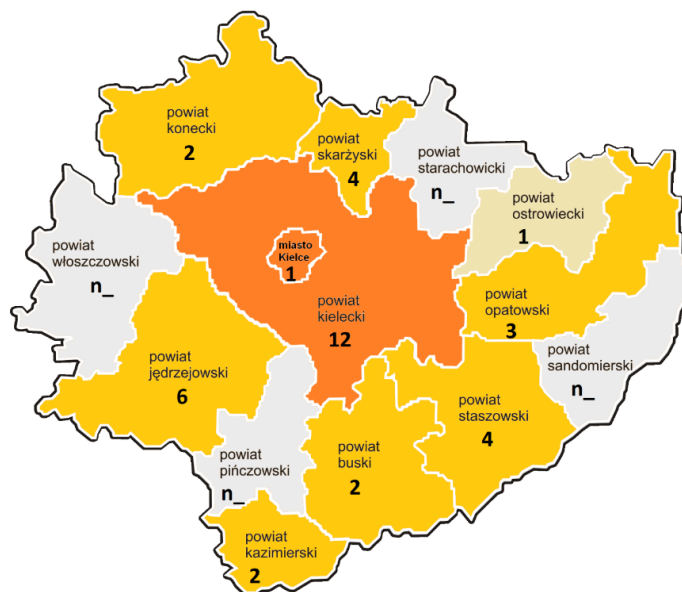 powiat
konecki
2
powiat
skarżyski
4
powiat
starachowicki
n_
powiat
ostrowiecki
1
powiat
włoszczowski
n_
miasto
Kielce
1
powiat
kielecki
12
powiat
opatowski
3
powiat
sandomierski
n_
powiat
jędrzejowski
6
powiat
staszowski
4
powiat
pińczowski
n_
powiat
buski
2
powiat
kazimierski
2